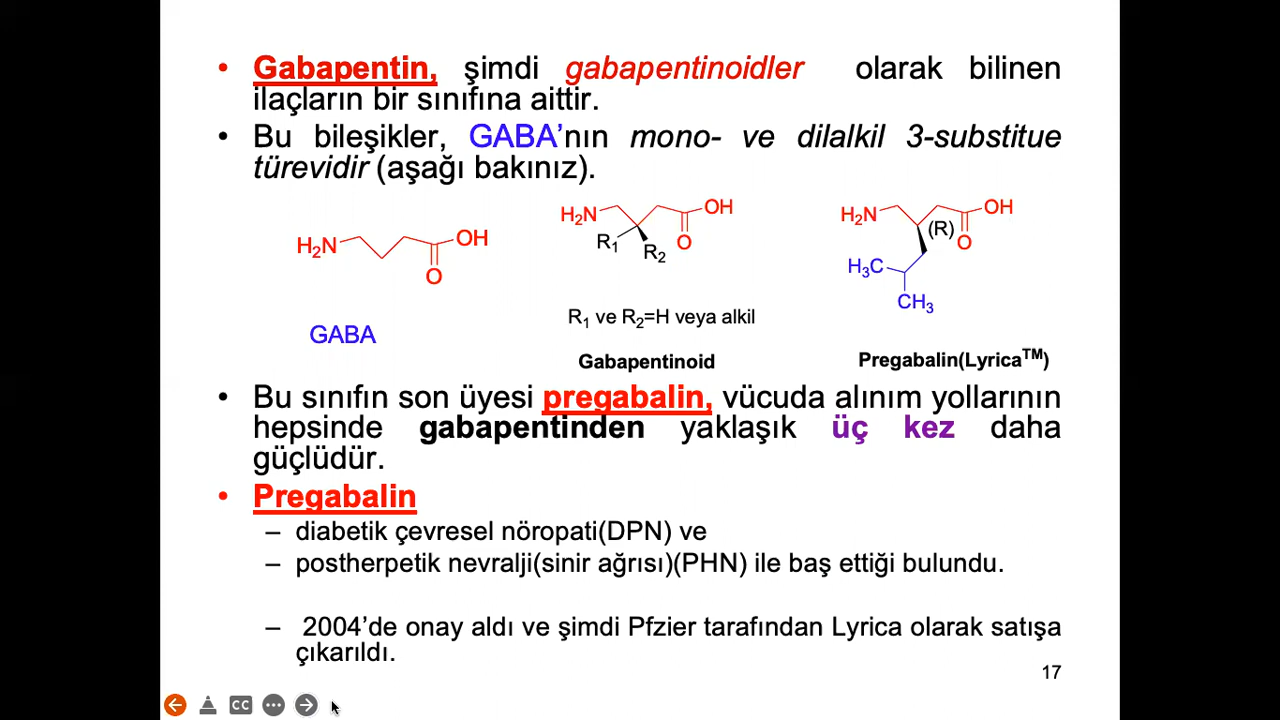 • Gabapentin, şimdi gabapentinoidler olarak bilinen
ilaçların bir sınıfına aittir.
• Bu bileşikler, GABA’nın mono- ve dilalkil 3-substitue
türevidir (aşağı bakınız).
H₂N OH
O
GABA
H₂N OH
R₁ O
R₂
R₁ ve R₂=H veya alkil
Gabapentinoid
H₂N OH
(R) O
H₃C
CH₃
Pregabalin(Lyrica™)
• Bu sınıfın son üyesi pregabalin, vücuda alınım yollarının
hepsinde gabapentinden yaklaşık üç kez daha
güçlüdür.
• Pregabalin
– diabetik çevresel nöropati(DPN) ve
– postherpetik nevralji(sinir ağrısı)(PHN) ile baş ettiği bulundu.
– 2004’de onay aldı ve şimdi Pfzier tarafından Lyrica olarak satışa
çıkarıldı.
17
CC